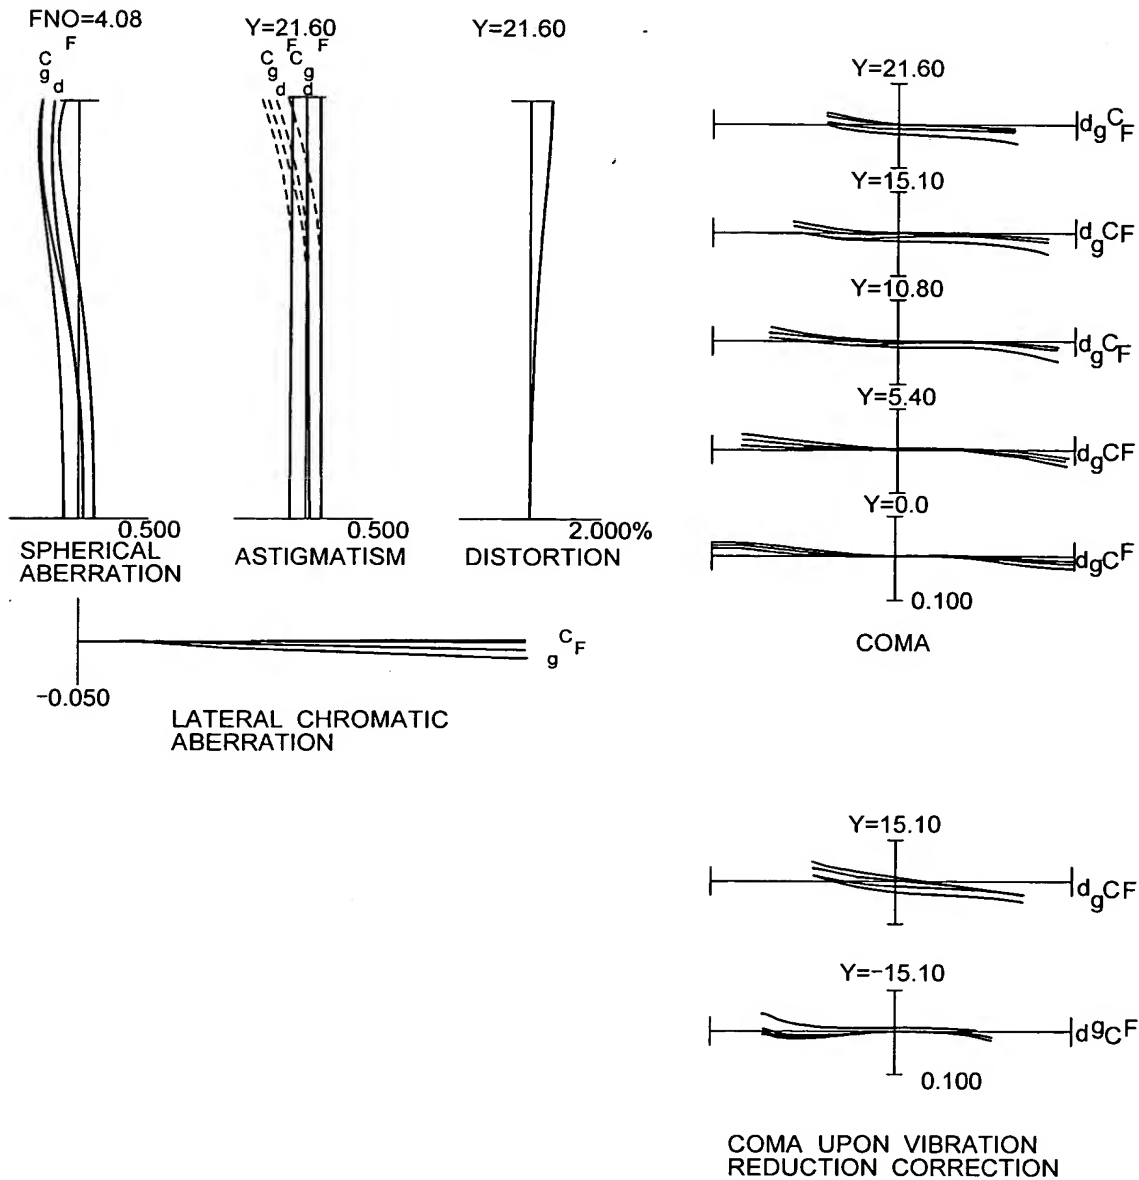 FNO=4.08
C
g
d
F
0.500
SPHERICAL
ABERRATION
Y=21.60
C
g
d
F
C
g
d
F
0.500
ASTIGMATISM
Y=21.60
2.000%
DISTORTION
-0.050
g
C
F
LATERAL CHROMATIC
ABERRATION
Y=21.60
d g C F
Y=15.10
d g C F
Y=10.80
d g C F
Y=5.40
d g C F
Y=0.0
d g C F
0.100
COMA
Y=15.10
d g C F
Y=-15.10
d g C F
0.100
COMA UPON VIBRATION
REDUCTION CORRECTION